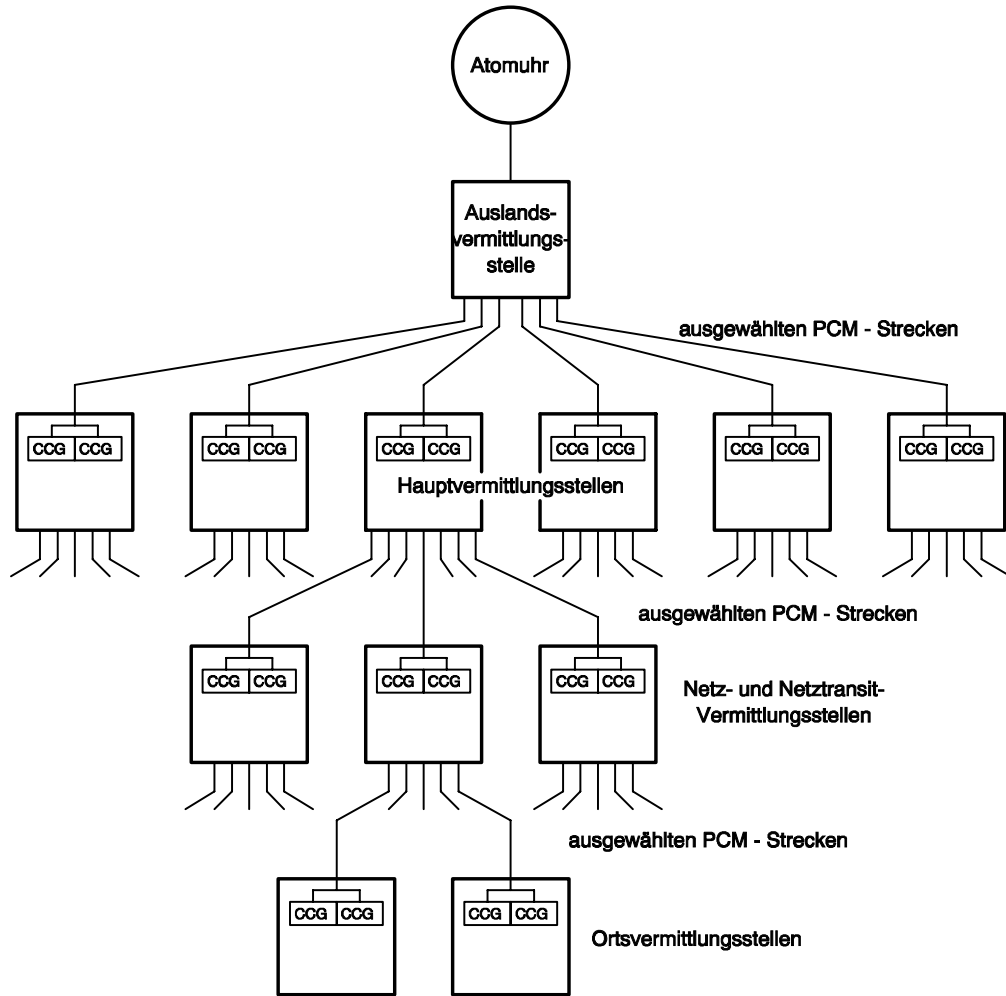 Atomuhr
Auslands-
vermittlungs-
stelle
ausgewählten PCM - Strecken
CCG CCG
CCG CCG
CCG CCG
CCG CCG
CCG CCG
CCG CCG
Hauptvermittlungsstellen
ausgewählten PCM - Strecken
CCG CCG
CCG CCG
CCG CCG
Netz- und Netztransit-
Vermittlungsstellen
ausgewählten PCM - Strecken
CCG CCG
CCG CCG
Ortsvermittlungsstellen